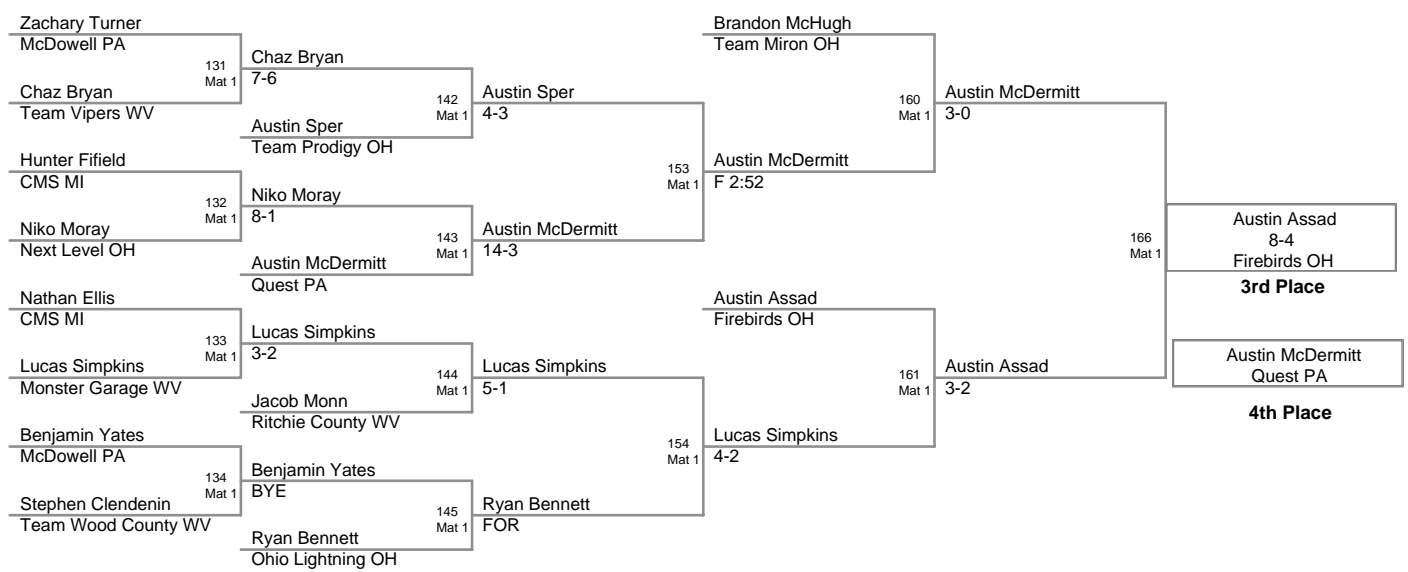 Zachary Turner
McDowell PA
131
Mat 1
Chaz Bryan
Team Vipers WV
Hunter Fifield
CMS MI
132
Mat 1
Niko Moray
Next Level OH
Nathan Ellis
CMS MI
133
Mat 1
Lucas Simpkins
Monster Garage WV
Benjamin Yates
McDowell PA
134
Mat 1
Stephen Clendenin
Team Wood County WV
Chaz Bryan
7-6
142
Mat 1
Austin Sper
Team Prodigy OH
Niko Moray
8-1
143
Mat 1
Austin McDermitt
Quest PA
Lucas Simpkins
3-2
144
Mat 1
Jacob Monn
Ritchie County WV
Benjamin Yates
BYE
145
Mat 1
Ryan Bennett
Ohio Lightning OH
Austin Sper
4-3
153
Mat 1
Austin McDermitt
14-3
Lucas Simpkins
5-1
154
Mat 1
Ryan Bennett
FOR
Brandon McHugh
Team Miron OH
160
Mat 1
Austin McDermitt
F 2:52
Austin Assad
Firebirds OH
161
Mat 1
Lucas Simpkins
4-2
Austin McDermitt
3-0
166
Mat 1
Austin Assad
3-2
Austin Assad
8-4
Firebirds OH
3rd Place
Austin McDermitt
Quest PA
4th Place